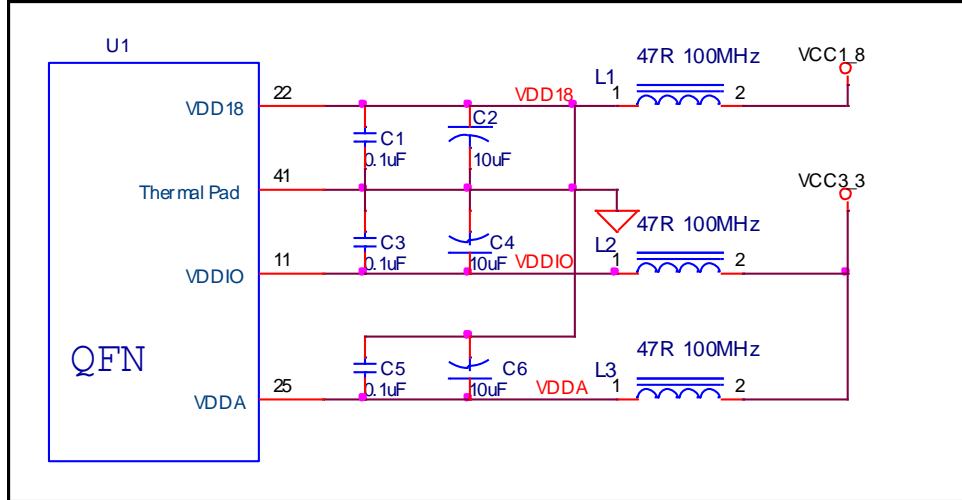 U1
47R 100MHz
VCC1_8
L1
VDD18 22 VDD18 1 2
C1 C2
0.1uF 10uF
Thermal Pad 41
VCC3_3
47R 100MHz
C3 C4 L2
0.1uF 10uF
VDDIO 11 VDDIO 1 2
QFN
47R 100MHz
C5 C6 L3
0.1uF 10uF
VDDA 25 VDDA 1 2